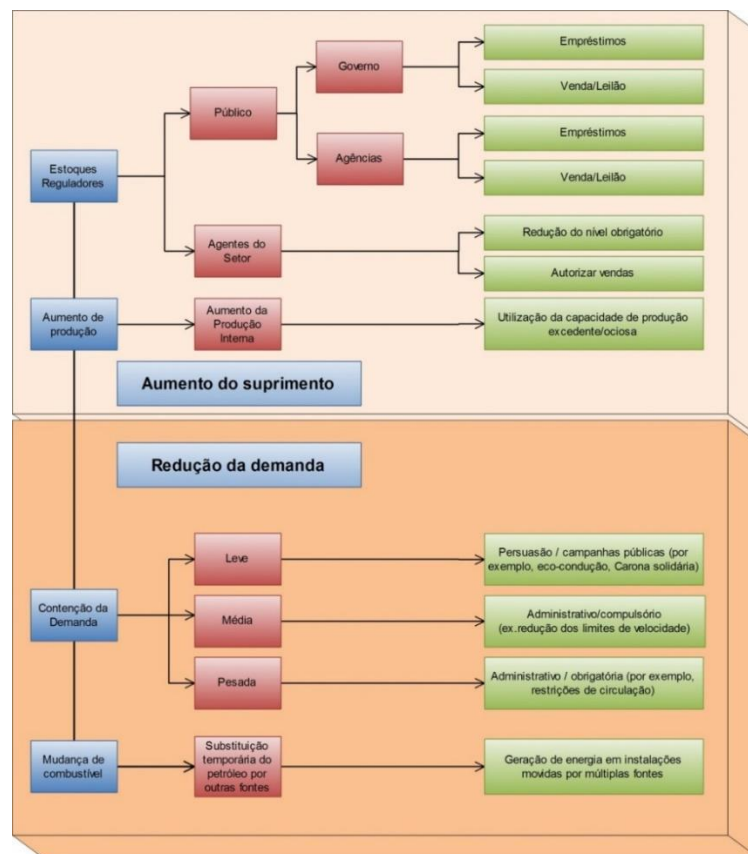 Empréstimos
Governo
Venda/Leilão
Público
Empréstimos
Agências
Venda/Leilão
Estoques
Reguladores
Redução do nível obrigatório
Agentes do
Setor
Autorizar vendas
Aumento de
produção
Aumento da
Produção
Interna
Utilização da capacidade de produção
excedente/ociosa
Aumento do suprimento
Redução da demanda
Leve
Persuasão / campanhas públicas (por
exemplo, eco-condução, Carona solidária)
Contenção da
Demanda
Média
Administrativo/compulsório
(ex.redução dos limites de velocidade)
Pesada
Administrativo / obrigatória (por exemplo,
restrições de circulação)
Mudança de
combustível
Substituição
temporária do
petróleo por
outras fontes
Geração de energia em instalações
movidas por múltiplas fontes